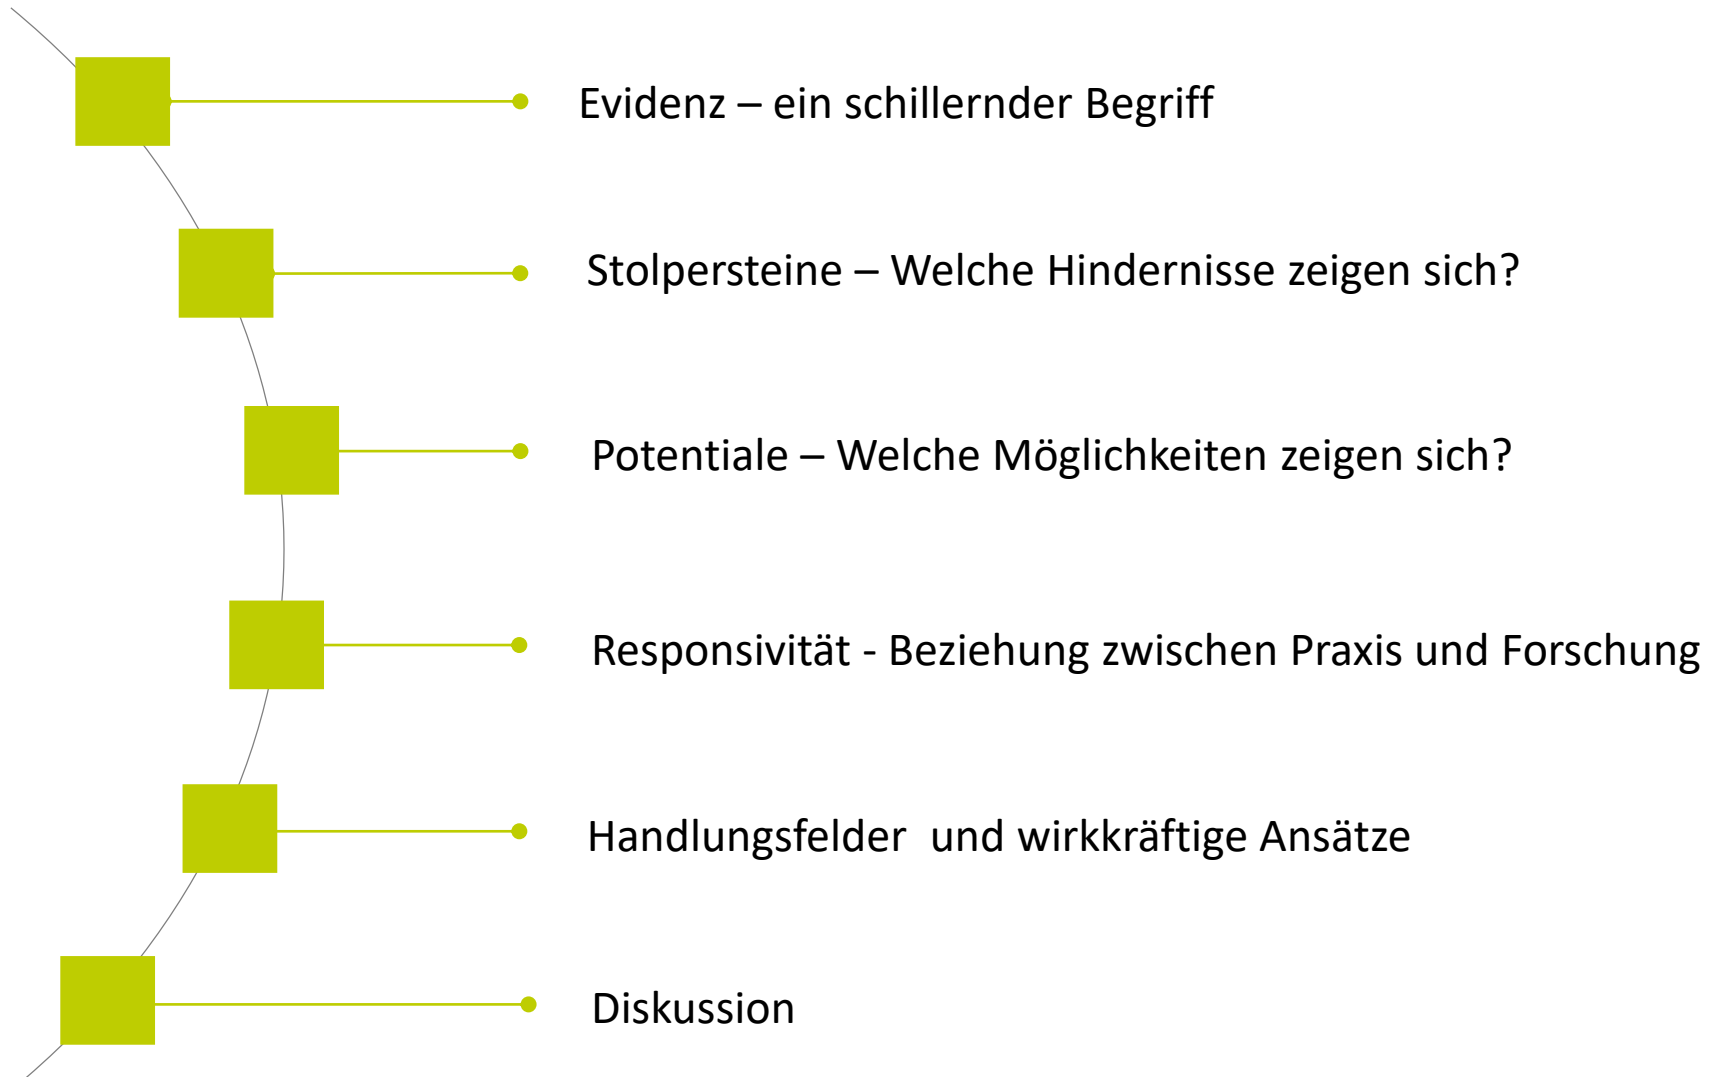 Evidenz – ein schillernder Begriff
Stolpersteine – Welche Hindernisse zeigen sich?
Potentiale – Welche Möglichkeiten zeigen sich?
Responsivität - Beziehung zwischen Praxis und Forschung
Handlungsfelder  und wirkkräftige Ansätze
Diskussion